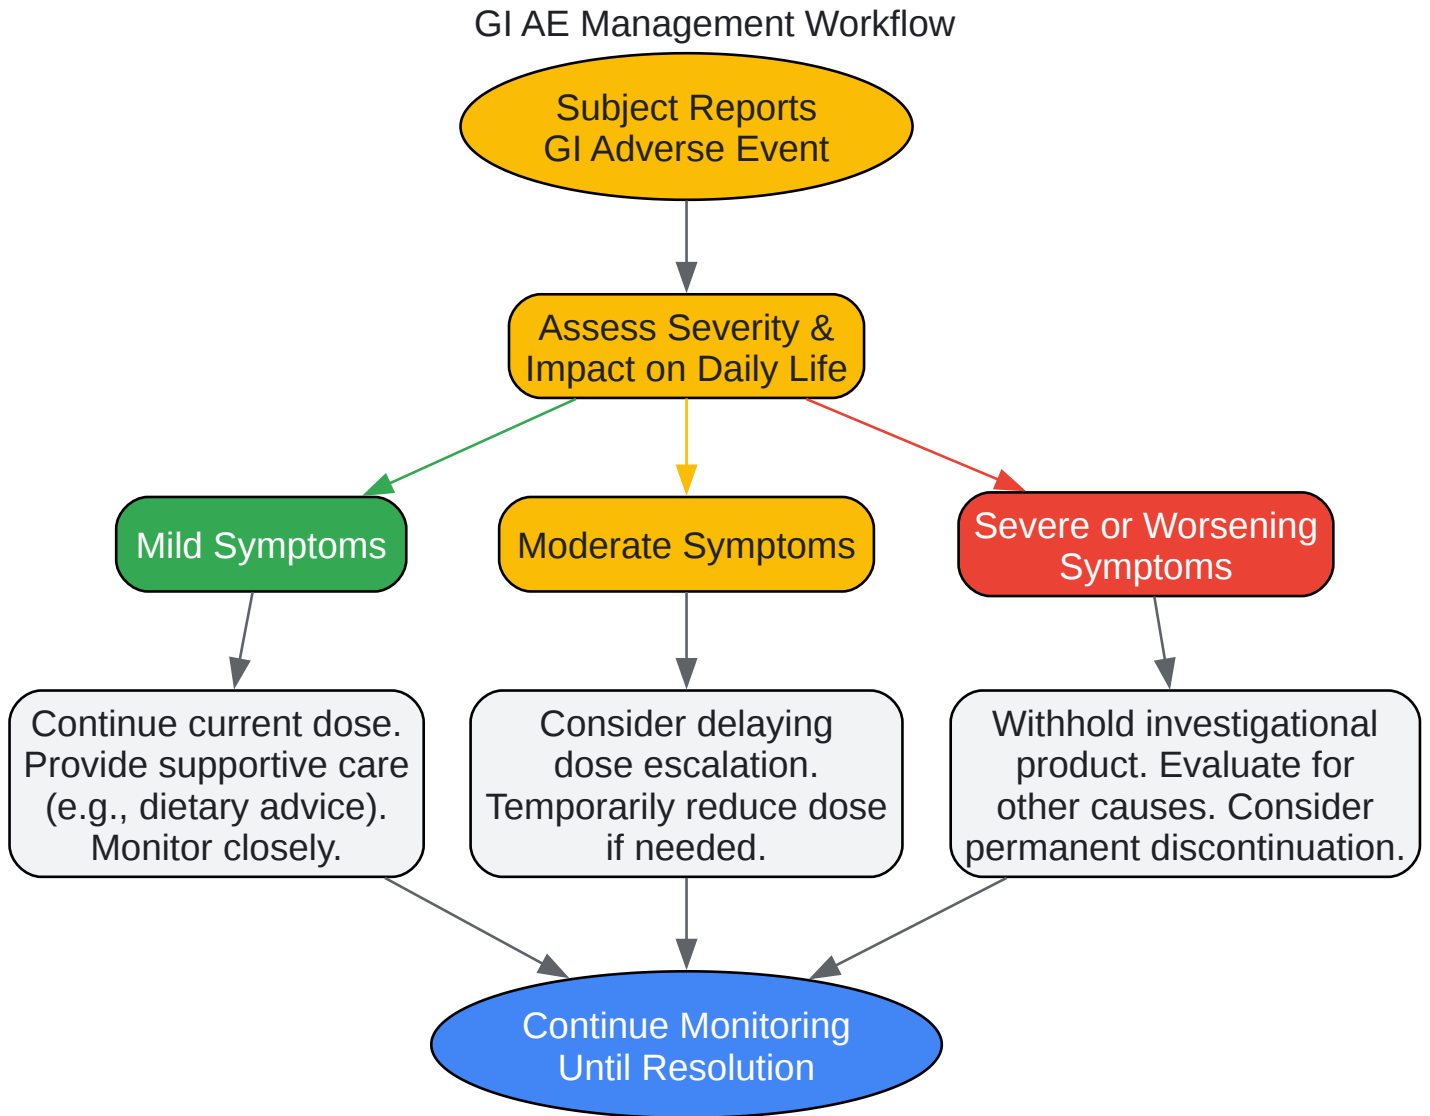 GI AE Management Workflow
Subject Reports
GI Adverse Event
Assess Severity &
Impact on Daily Life
Mild Symptoms
Moderate Symptoms
Severe or Worsening
Symptoms
Continue current dose.
Provide supportive care
(e.g., dietary advice).
Monitor closely.
Consider delaying
dose escalation.
Temporarily reduce dose
if needed.
Withhold investigational
product. Evaluate for
other causes. Consider
permanent discontinuation.
Continue Monitoring
Until Resolution